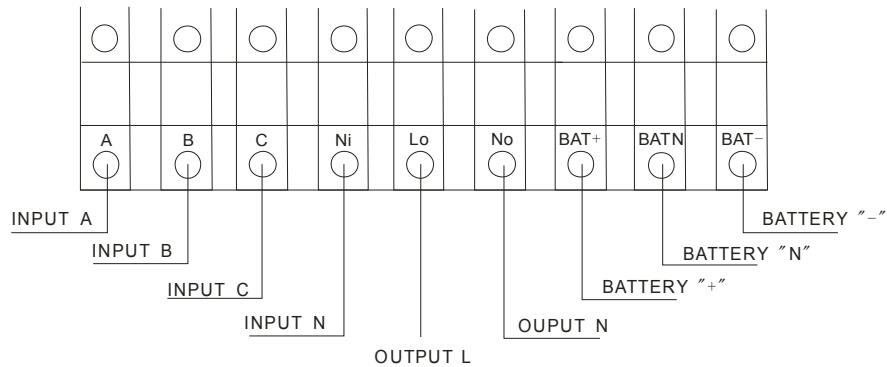 A B C Ni Lo No BAT+ BATN BAT-
INPUT A
BATTERY "-"
INPUT B
BATTERY "N"
INPUT C
BATTERY "+"
INPUT N
OUPUT N
OUTPUT L